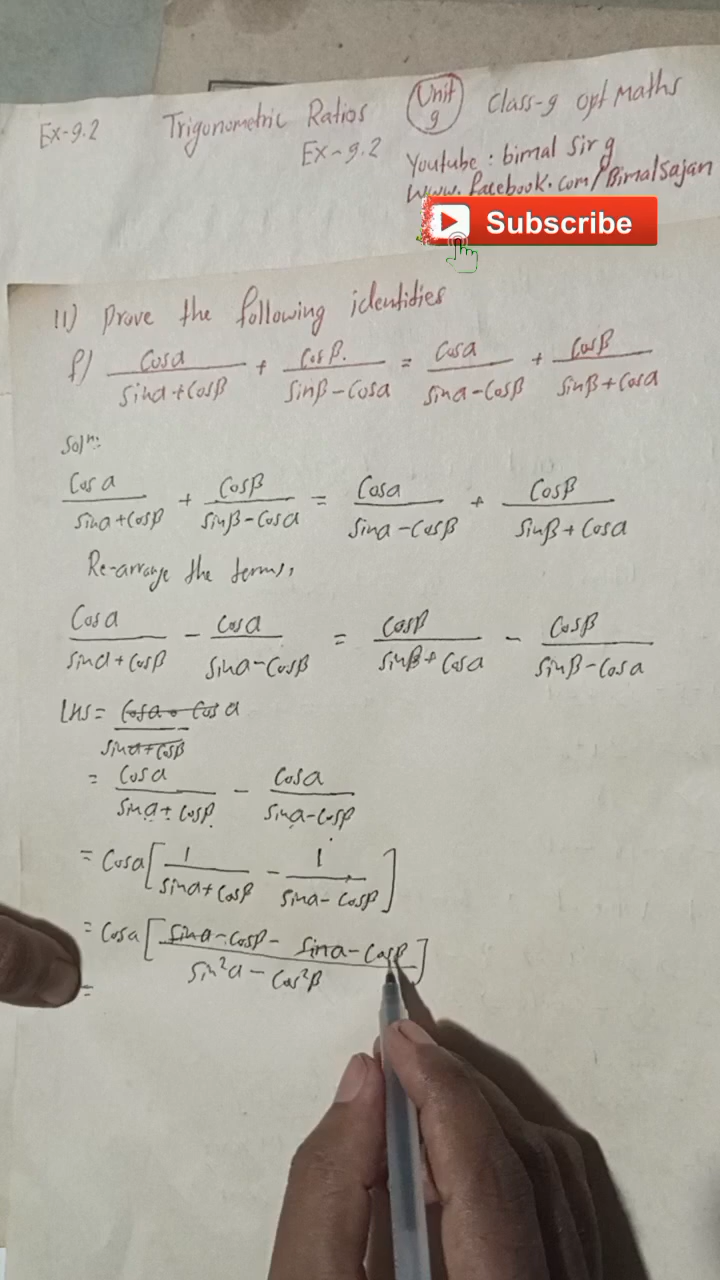 Ex-9.2 Trigonometric Ratios Unit 9 Class-9 opt Maths
Ex-9.2 Youtube : bimal Sir g
www.facebook.com/BimalSajan
Subscribe
11) Prove the following identities
f) Cosα/(sinα+Cosβ) + Cosβ/(sinβ-Cosα) = Cosα/(sinα-Cosβ) + Cosβ/(sinβ+Cosα)
Solⁿ:
Cosα/(sinα+Cosβ) + Cosβ/(sinβ-Cosα) = Cosα/(sinα-Cosβ) + Cosβ/(sinβ+Cosα)
Re-arrange the terms,
Cosα/(sinα+Cosβ) - Cosα/(sinα-Cosβ) = Cosβ/(sinβ+Cosα) - Cosβ/(sinβ-Cosα)
LHS =
= Cosα/(sinα+Cosβ) - Cosα/(sinα-Cosβ)
= Cosα[1/(sinα+Cosβ) - 1/(sinα-Cosβ)]
= Cosα[(sinα-Cosβ - sinα-Cosβ)/(sin²α - Cos²β)]
=